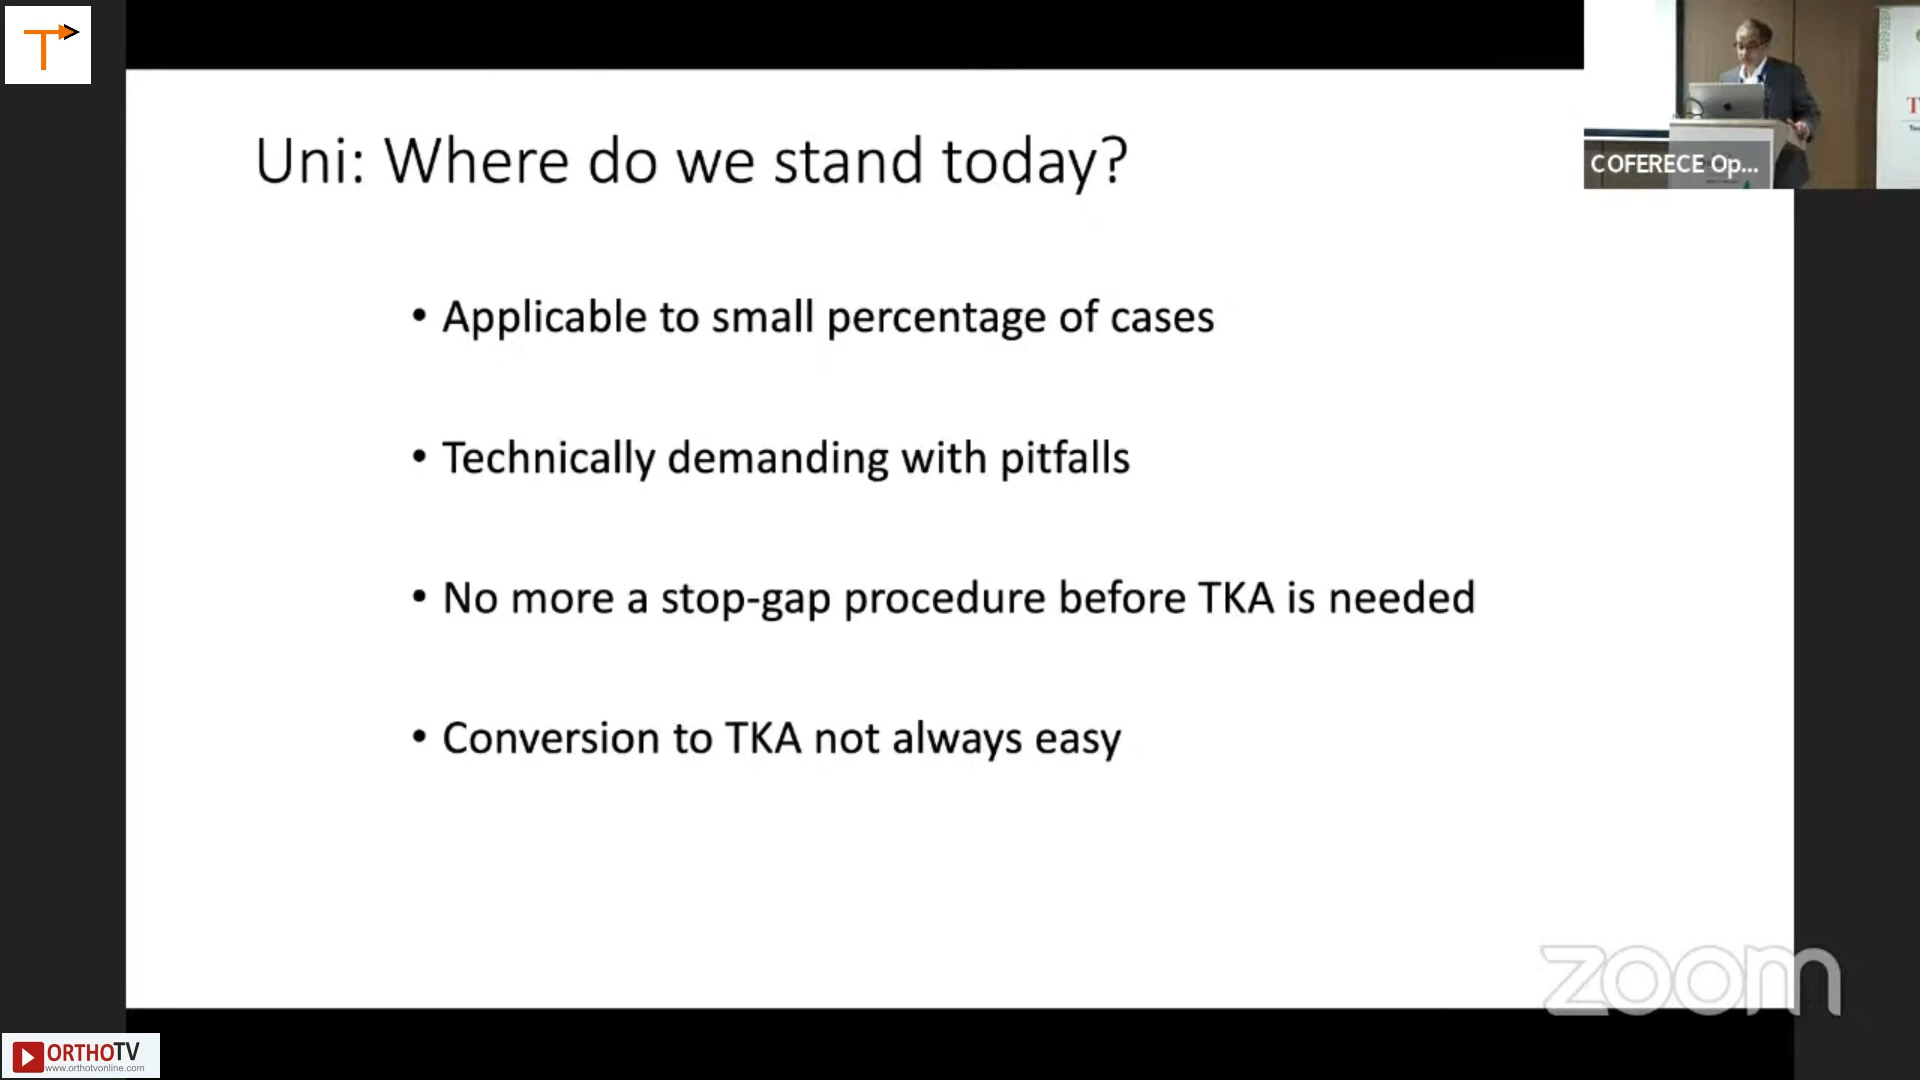 Uni: Where do we stand today?
COFERECE Op...
• Applicable to small percentage of cases
• Technically demanding with pitfalls
• No more a stop-gap procedure before TKA is needed
• Conversion to TKA not always easy
zoom
ORTHOTV
www.orthotvonline.com